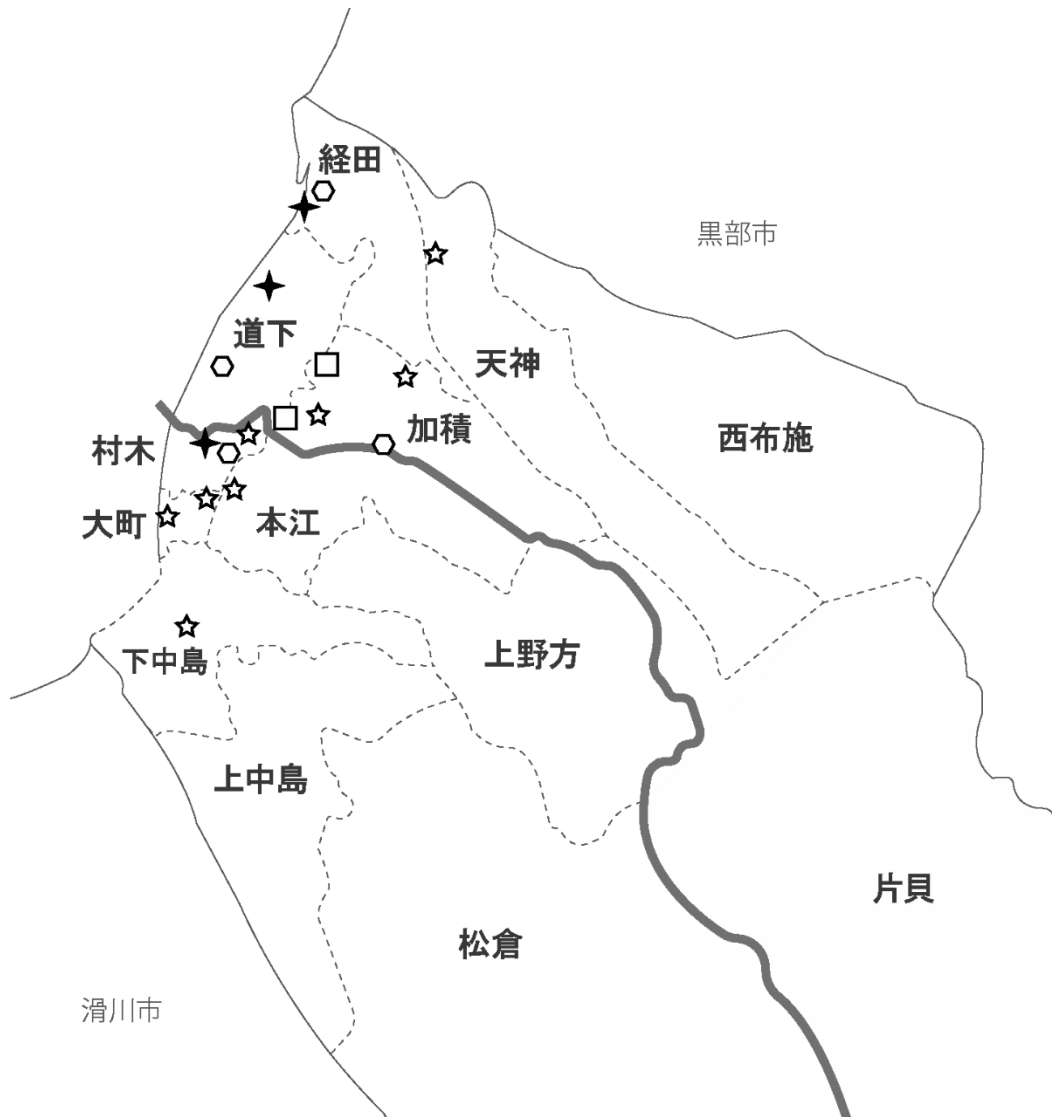 経田
黒部市
道下
天神
加積
西布施
村木
大町
本江
上野方
下中島
上中島
片貝
松倉
滑川市